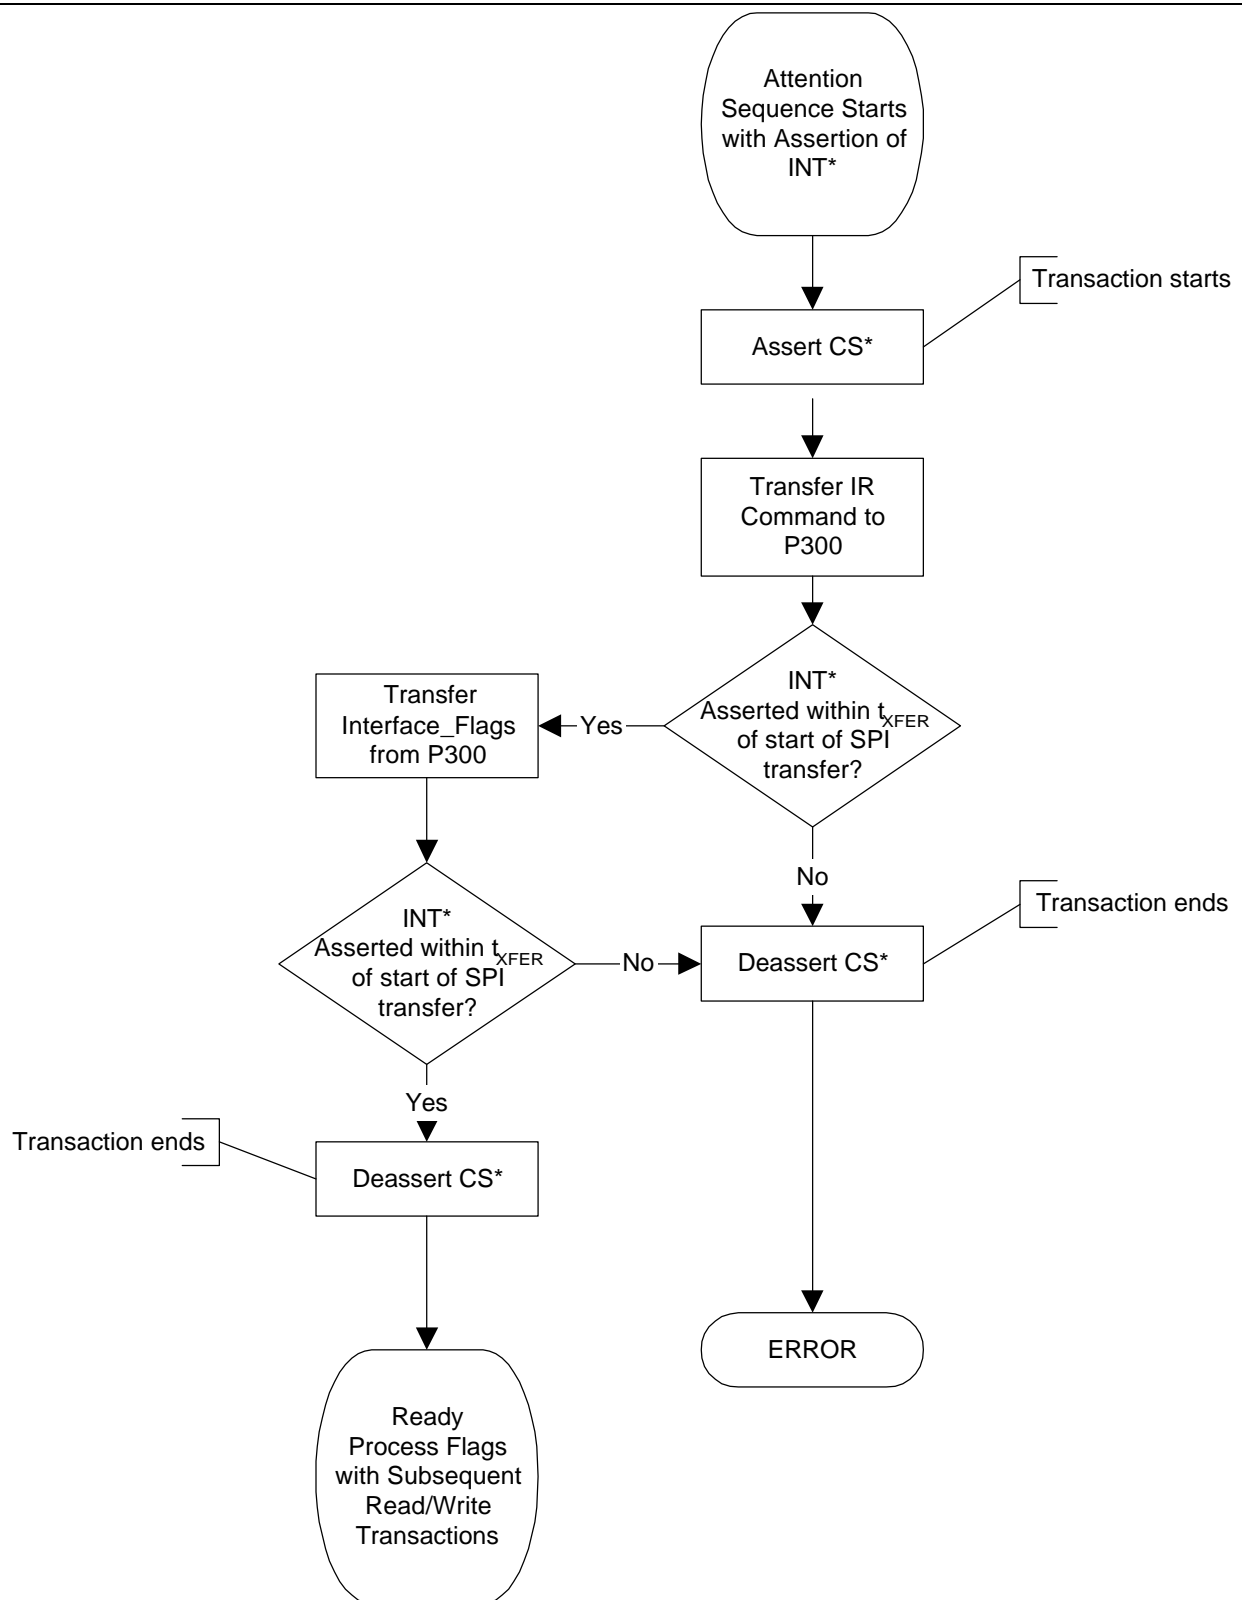 Attention
Sequence Starts
with Assertion of
INT*
Transaction starts
Assert CS*
Transfer IR
Command to
P300
INT*
Asserted within tXFER
of start of SPI
transfer?
Yes
Transfer
Interface_Flags
from P300
No
INT*
Asserted within tXFER
of start of SPI
transfer?
No
Transaction ends
Deassert CS*
Yes
Transaction ends
Deassert CS*
ERROR
Ready
Process Flags
with Subsequent
Read/Write
Transactions